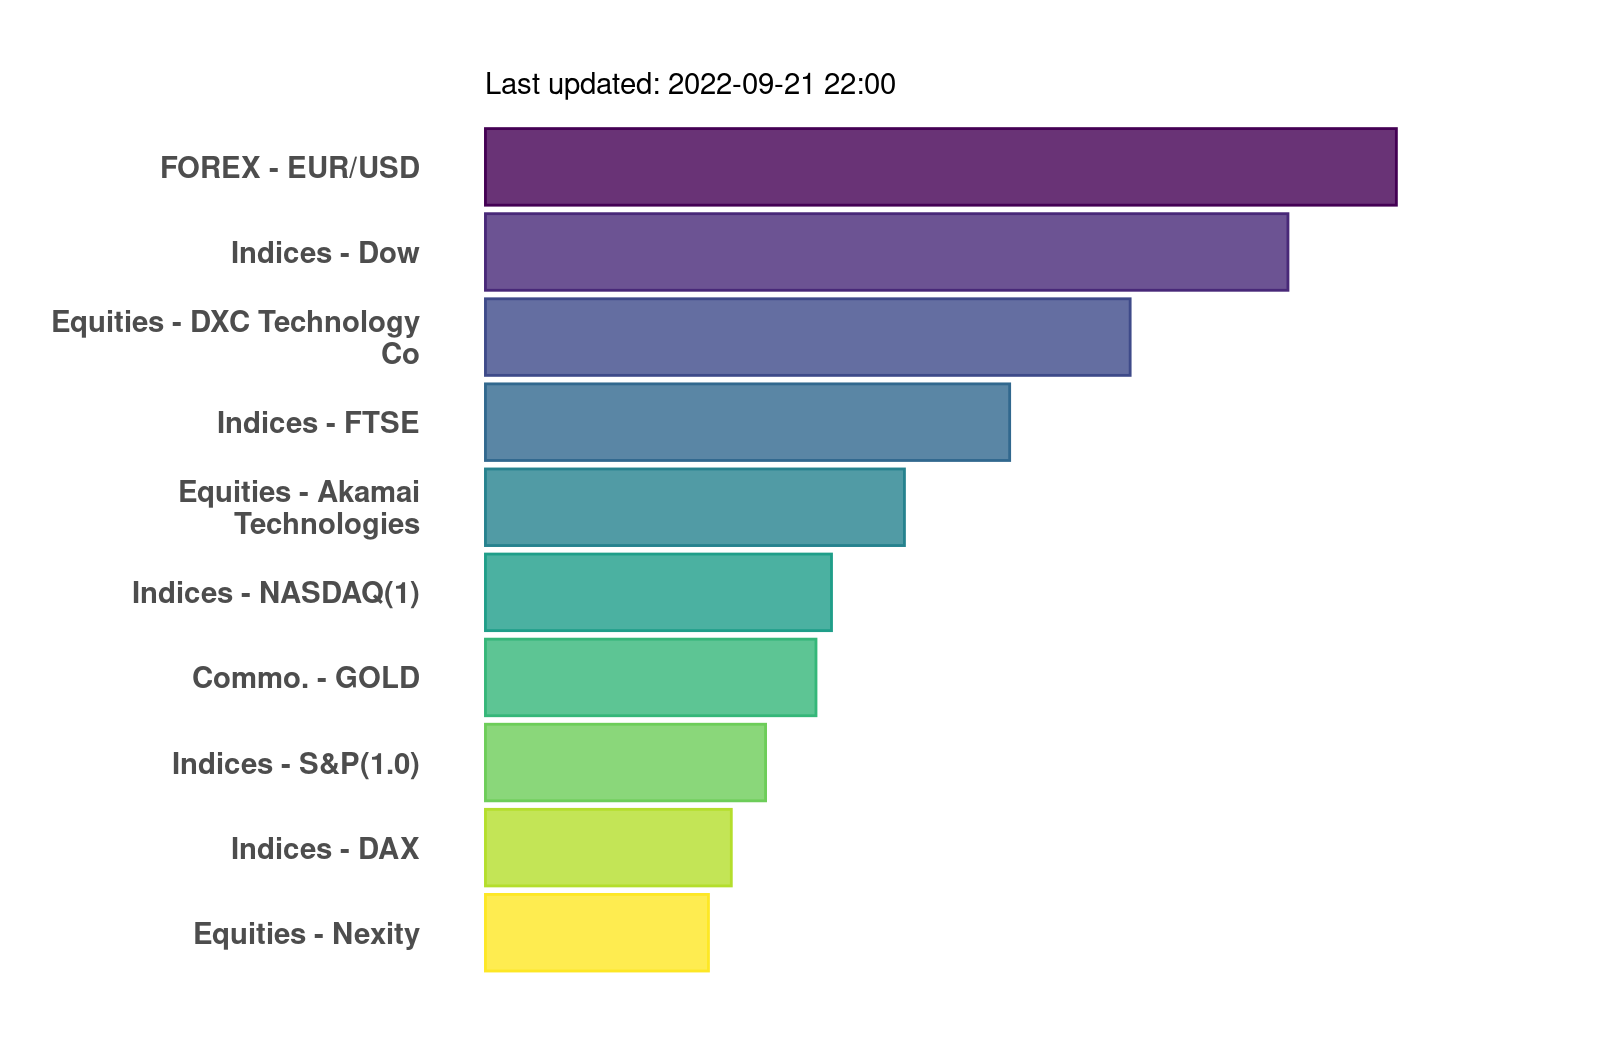 Last updated: 2022-09-21 22:00
FOREX - EUR/USD
Indices - Dow
Equities - DXC Technology
Co
Indices - FTSE
Equities - Akamai
Technologies
Indices - NASDAQ(1)
Commo. - GOLD
Indices - S&P(1.0)
Indices - DAX
Equities - Nexity